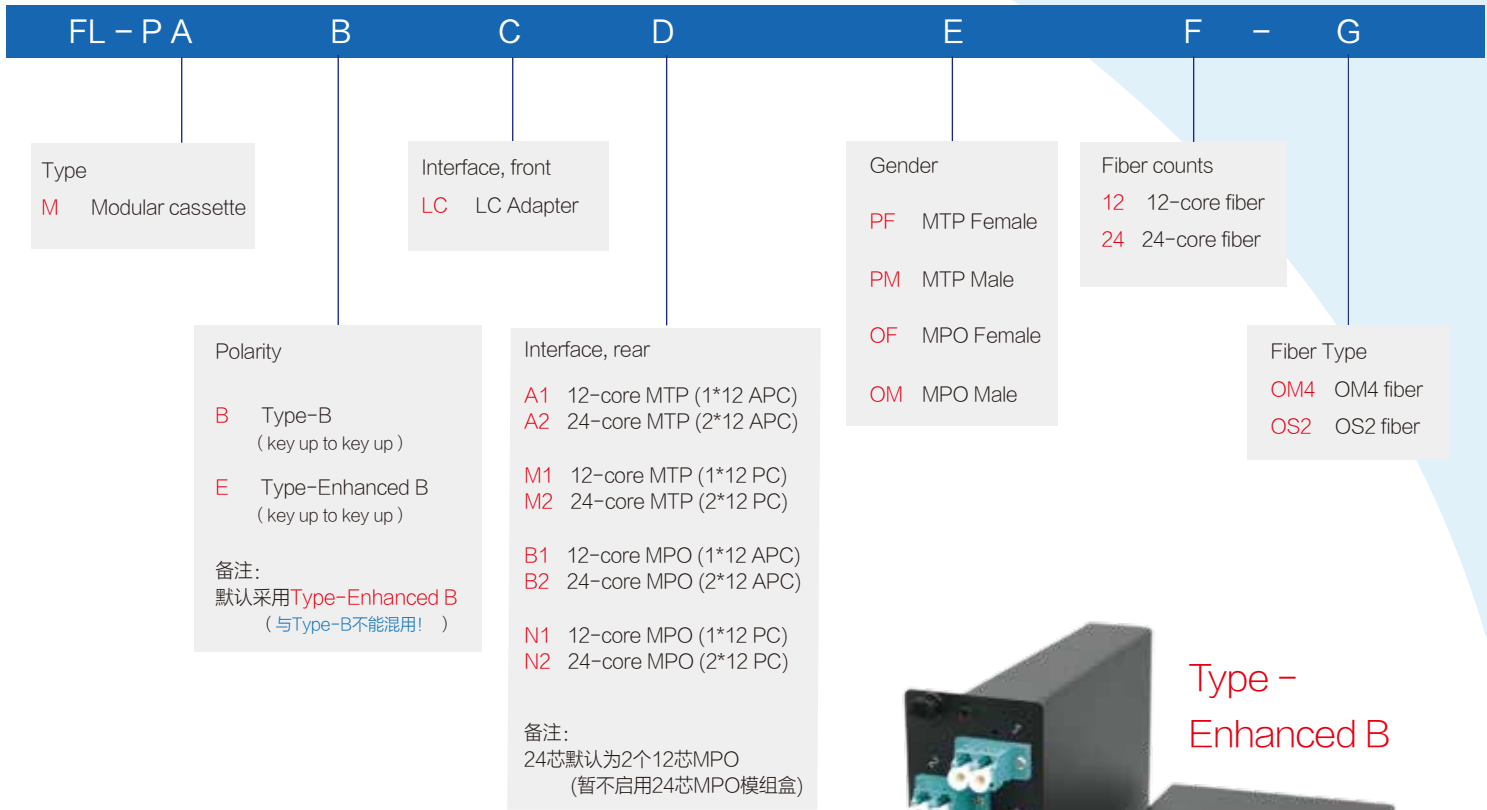 FL－P A B C D E F － G
Type
M Modular cassette
Interface, front
LC LC Adapter
Gender
PF MTP Female
PM MTP Male
OF MPO Female
OM MPO Male
Fiber counts
12 12-core fiber
24 24-core fiber
Polarity
B Type-B
（ key up to key up ）
E Type-Enhanced B
（ key up to key up ）
备注：
默认采用Type-Enhanced B
（ 与Type-B不能混用！ ）
Interface, rear
A1 12-core MTP (1*12 APC)
A2 24-core MTP (2*12 APC)
M1 12-core MTP (1*12 PC)
M2 24-core MTP (2*12 PC)
B1 12-core MPO (1*12 APC)
B2 24-core MPO (2*12 APC)
N1 12-core MPO (1*12 PC)
N2 24-core MPO (2*12 PC)
备注：
24芯默认为2个12芯MPO
(暂不启用24芯MPO模组盒)
Fiber Type
OM4 OM4 fiber
OS2 OS2 fiber
Type -
Enhanced B